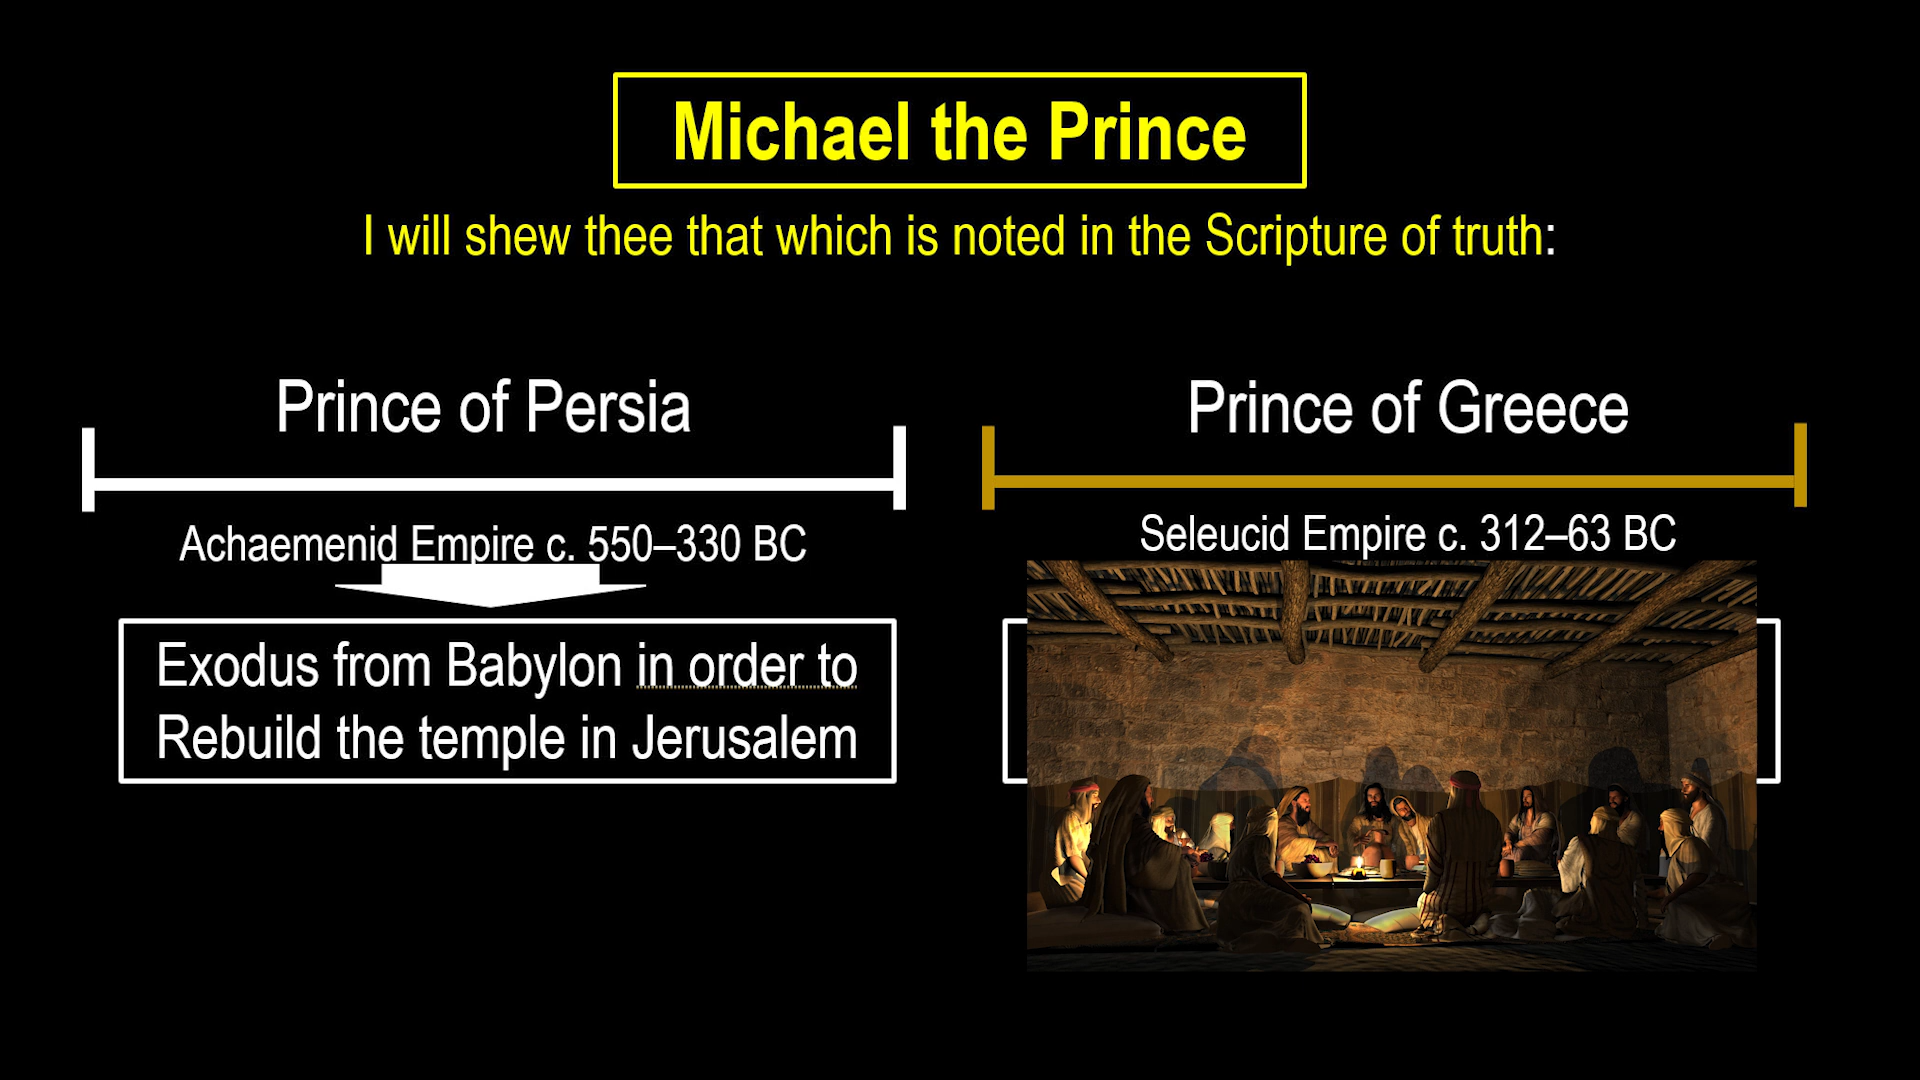 Michael the Prince
I will shew thee that which is noted in the Scripture of truth:
Prince of Persia
Achaemenid Empire c. 550–330 BC
Exodus from Babylon in order to
Rebuild the temple in Jerusalem
Prince of Greece
Seleucid Empire c. 312–63 BC